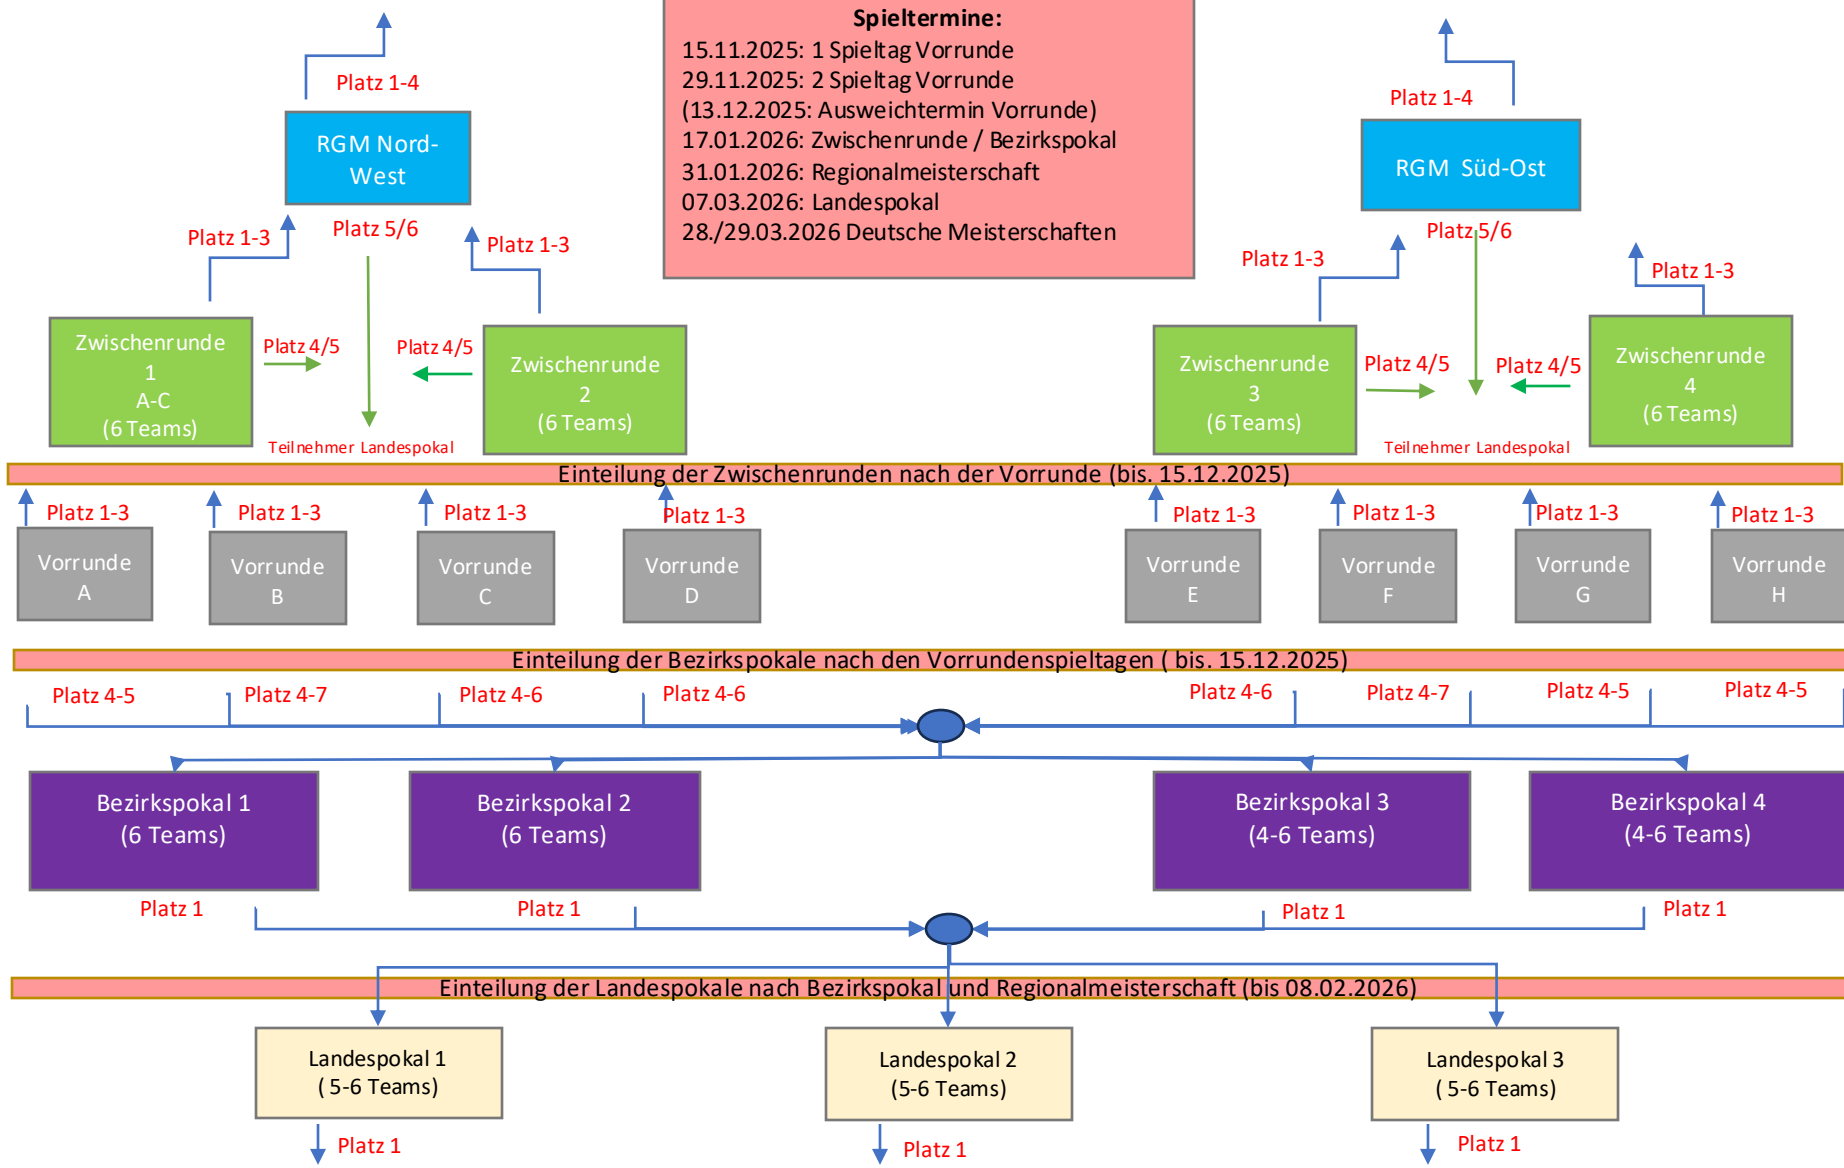 Spieltermine:
15.11.2025: 1 Spieltag Vorrunde
29.11.2025: 2 Spieltag Vorrunde
(13.12.2025: Ausweichtermin Vorrunde)
17.01.2026: Zwischenrunde / Bezirkspokal
31.01.2026: Regionalmeisterschaft
07.03.2026: Landespokal
28./29.03.2026 Deutsche Meisterschaften
Platz 1-4
RGM Nord-
West
Platz 1-3
Platz 5/6
Platz 1-3
Platz 1-4
RGM Süd-Ost
Platz 5/6
Platz 1-3
Platz 1-3
Zwischenrunde
1
A-C
(6 Teams)
Platz 4/5
Platz 4/5
Zwischenrunde
2
(6 Teams)
Teilnehmer Landespokal
Zwischenrunde
3
(6 Teams)
Platz 4/5
Platz 4/5
Zwischenrunde
4
(6 Teams)
Teilnehmer Landespokal
Einteilung der Zwischenrunden nach der Vorrunde (bis. 15.12.2025)
Platz 1-3
Platz 1-3
Platz 1-3
Platz 1-3
Platz 1-3
Platz 1-3
Platz 1-3
Platz 1-3
Vorrunde
A
Vorrunde
B
Vorrunde
C
Vorrunde
D
Vorrunde
E
Vorrunde
F
Vorrunde
G
Vorrunde
H
Einteilung der Bezirkspokale nach den Vorrundenspieltagen ( bis. 15.12.2025)
Platz 4-5
Platz 4-7
Platz 4-6
Platz 4-6
Platz 4-6
Platz 4-7
Platz 4-5
Platz 4-5
Bezirkspokal 1
(6 Teams)
Bezirkspokal 2
(6 Teams)
Bezirkspokal 3
(4-6 Teams)
Bezirkspokal 4
(4-6 Teams)
Platz 1
Platz 1
Platz 1
Platz 1
Einteilung der Landespokale nach Bezirkspokal und Regionalmeisterschaft (bis 08.02.2026)
Landespokal 1
( 5-6 Teams)
Landespokal 2
(5-6 Teams)
Landespokal 3
( 5-6 Teams)
Platz 1
Platz 1
Platz 1